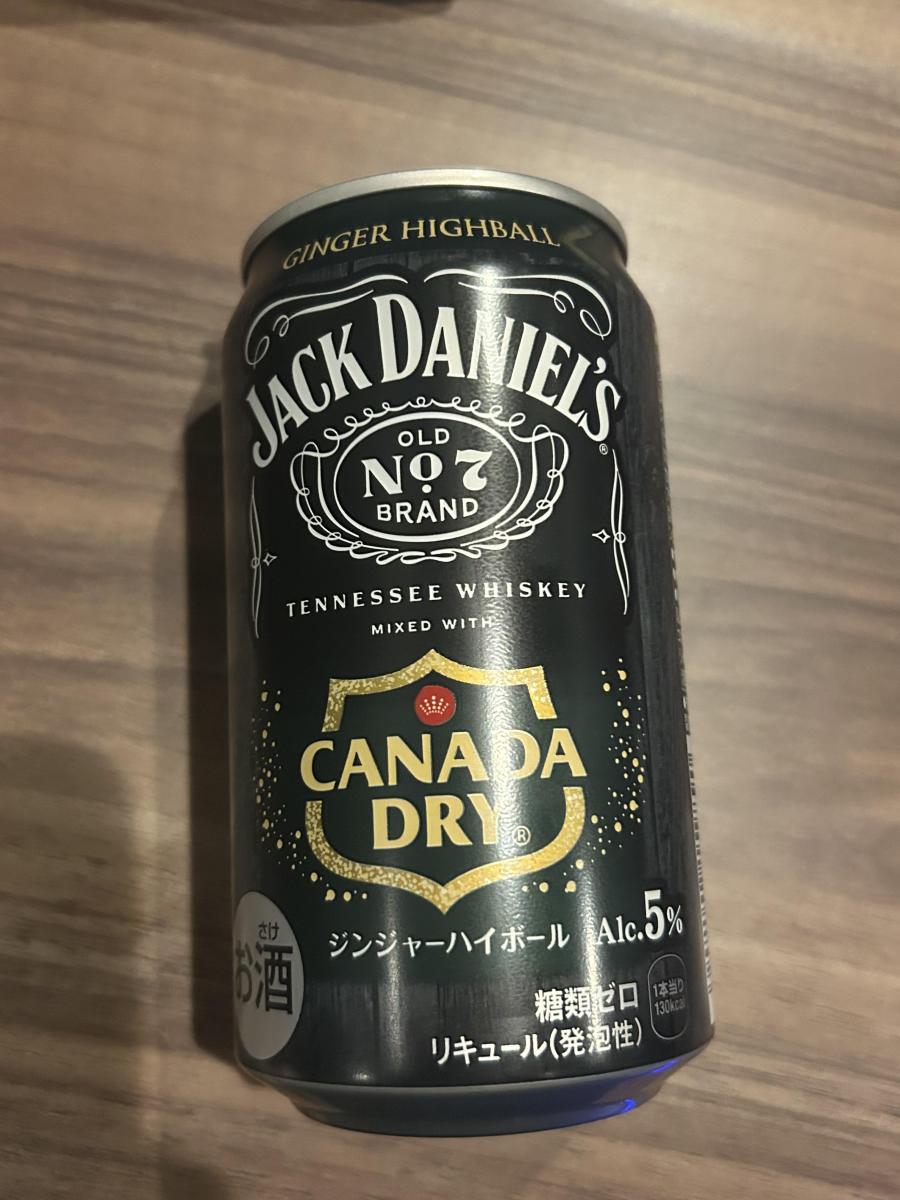 GINGER HIGHBALL
JACK DANIEL'S®
OLD
No. 7
BRAND
TENNESSEE WHISKEY
MIXED WITH
CANADA
DRY®
ジンジャーハイボール Alc.5%
さけ
お酒
糖類ゼロ
1本当り
130kcal
リキュール(発泡性)